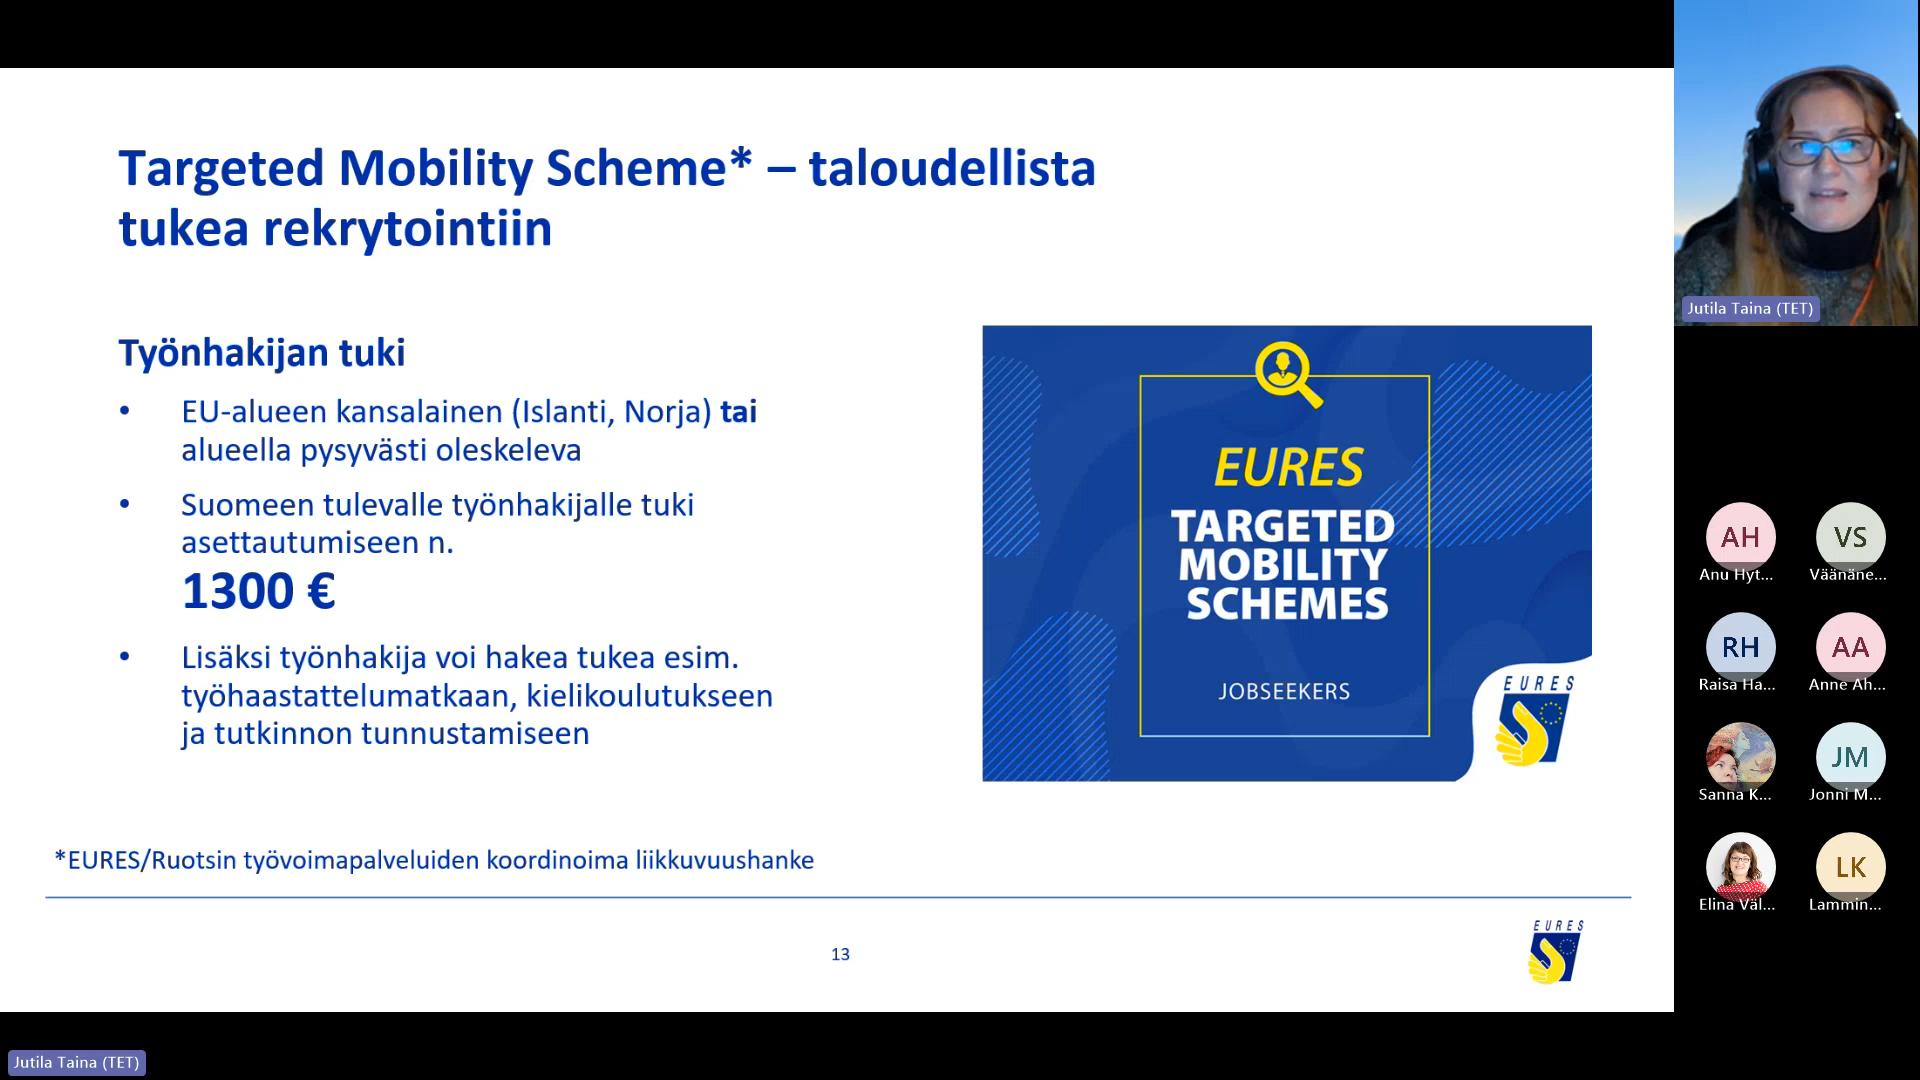 Targeted Mobility Scheme* – taloudellista
tukea rekrytointiin
Työnhakijan tuki
• EU-alueen kansalainen (Islanti, Norja) tai
alueella pysyvästi oleskeleva
• Suomeen tulevalle työnhakijalle tuki
asettautumiseen n.
1300 €
• Lisäksi työnhakija voi hakea tukea esim.
työhaastattelumatkaan, kielikoulutukseen
ja tutkinnon tunnustamiseen
EURES
TARGETED
MOBILITY
SCHEMES
JOBSEEKERS
EURES
*EURES/Ruotsin työvoimapalveluiden koordinoima liikkuvuushanke
13
EURES
Jutila Taina (TET)
Jutila Taina (TET)
AH
VS
Anu Hyt...
Väänäne...
RH
AA
Raisa Ha...
Anne Ah...
JM
Sanna K...
Jonni M...
LK
Elina Väl...
Lammin...